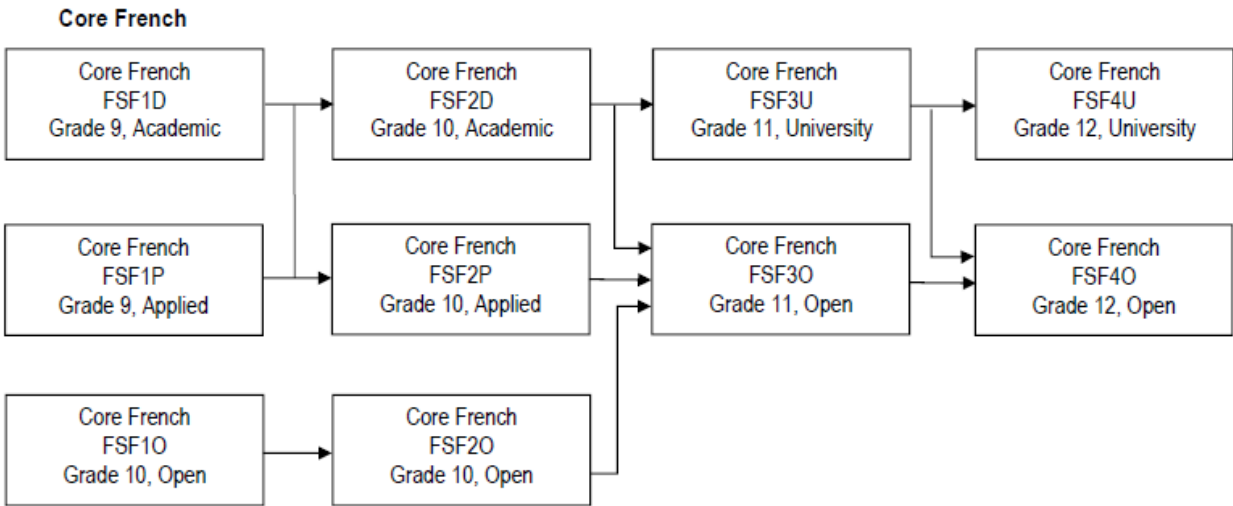 Core French
Core French
FSF1D
Grade 9, Academic
Core French
FSF2D
Grade 10, Academic
Core French
FSF3U
Grade 11, University
Core French
FSF4U
Grade 12, University
Core French
FSF1P
Grade 9, Applied
Core French
FSF2P
Grade 10, Applied
Core French
FSF3O
Grade 11, Open
Core French
FSF4O
Grade 12, Open
Core French
FSF1O
Grade 10, Open
Core French
FSF2O
Grade 10, Open